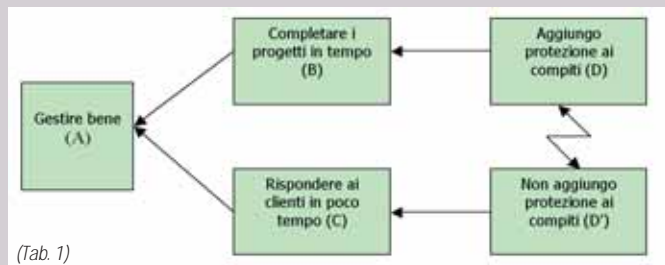 Completare i
progetti in tempo
(B)
Aggiungo
protezione ai
compiti (D)
Gestire bene
(A)
Rispondere ai
clienti in poco
tempo (C)
Non aggiungo
protezione ai
compiti (D')
(Tab. 1)